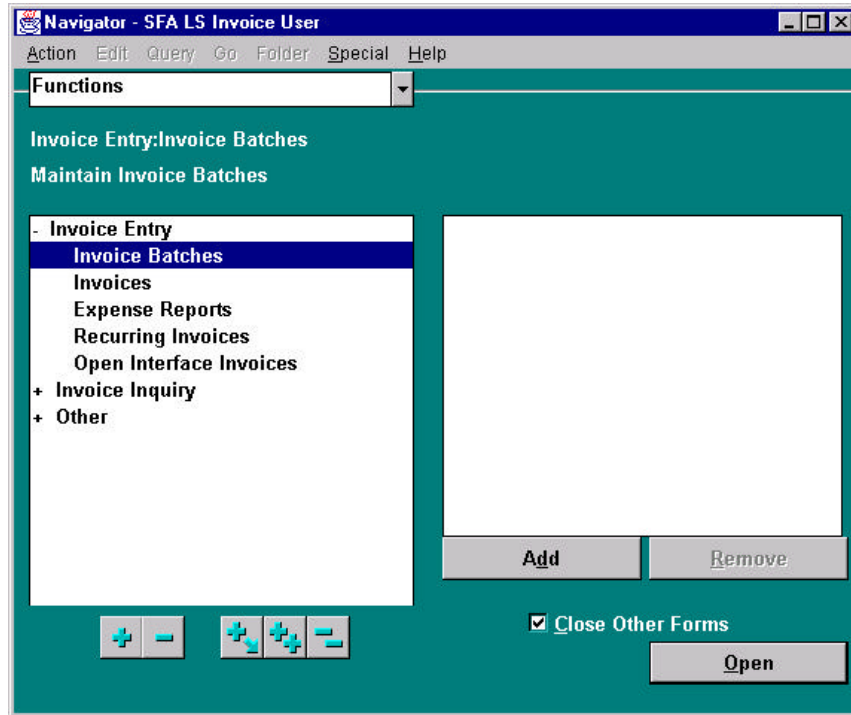 Navigator - SFA LS Invoice User
Action Edit Query Go Folder Special Help
Functions
Invoice Entry:Invoice Batches
Maintain Invoice Batches
- Invoice Entry
Invoice Batches
Invoices
Expense Reports
Recurring Invoices
Open Interface Invoices
+ Invoice Inquiry
+ Other
Add Remove
Close Other Forms
Open